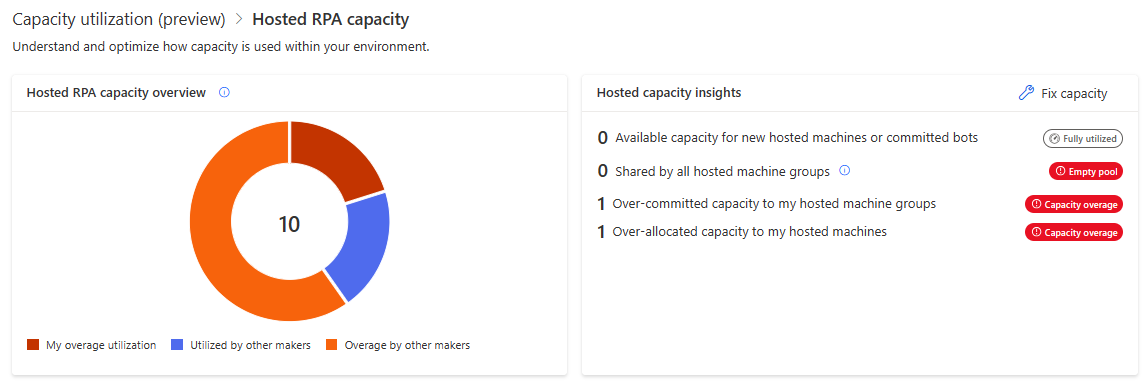 Capacity utilization (preview) > Hosted RPA capacity
Understand and optimize how capacity is used within your environment.
Hosted RPA capacity overview
10
My overage utilization
Utilized by other makers
Overage by other makers
Hosted capacity insights
Fix capacity
0 Available capacity for new hosted machines or committed bots
Fully utilized
0 Shared by all hosted machine groups
Empty pool
1 Over-committed capacity to my hosted machine groups
Capacity overage
1 Over-allocated capacity to my hosted machines
Capacity overage